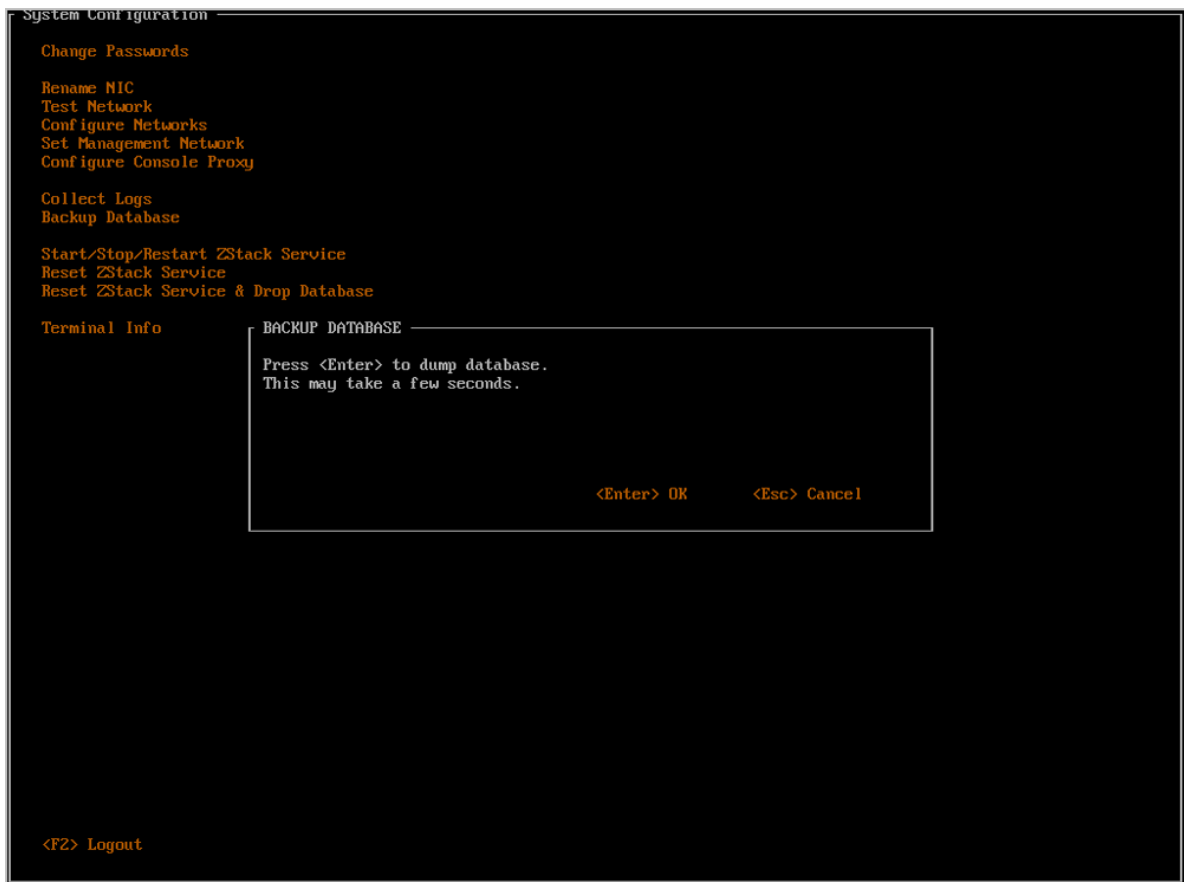 System Configuration
Change Passwords
Rename NIC
Test Network
Configure Networks
Set Management Network
Configure Console Proxy
Collect Logs
Backup Database
Start/Stop/Restart ZStack Service
Reset ZStack Service
Reset ZStack Service & Drop Database
Terminal Info
BACKUP DATABASE
Press <Enter> to dump database.
This may take a few seconds.
<Enter> OK <Esc> Cancel
<F2> Logout